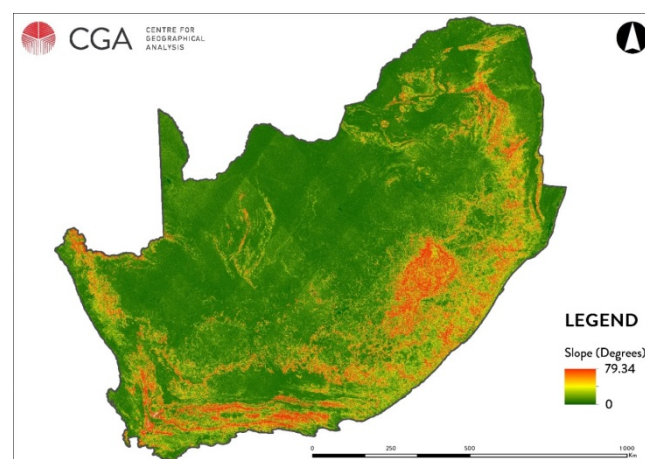 CGA
CENTRE FOR
GEOGRAPHICAL
ANALYSIS
LEGEND
Slope (Degrees)
79.34
0
0 250 500 1 000
Km